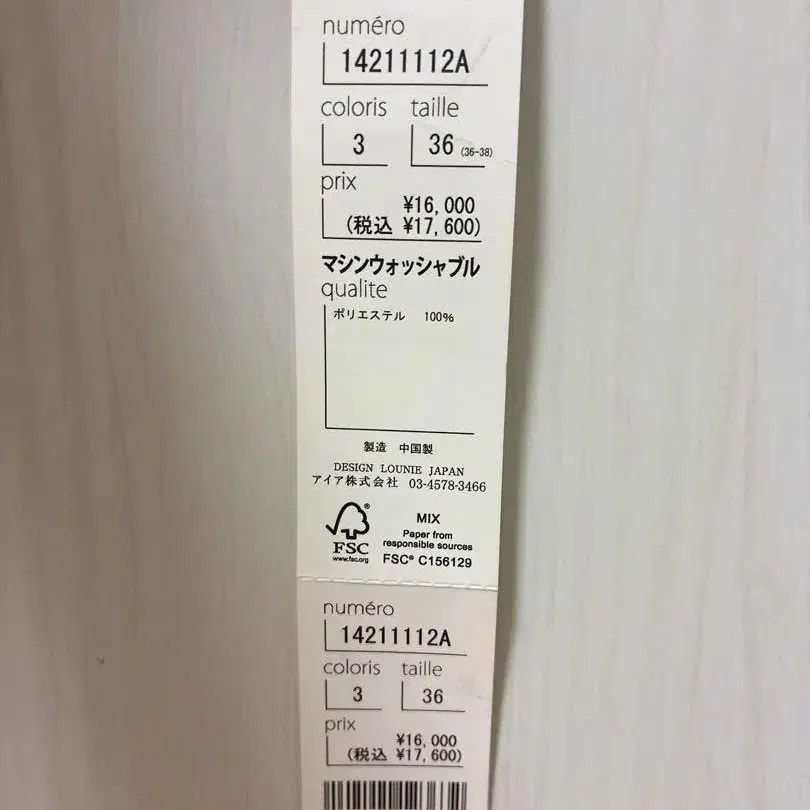 numéro
14211112A
coloris taille
3 36 (36-38)
prix
¥16,000
(税込 ¥17,600)
マシンウォッシャブル
qualite
ポリエステル 100%
製造 中国製
DESIGN LOUNIE JAPAN
アイア株式会社 03-4578-3466
FSC®
www.fsc.org
MIX
Paper from
responsible sources
FSC® C156129
numéro
14211112A
coloris taille
3 36
prix
¥16,000
(税込 ¥17,600)